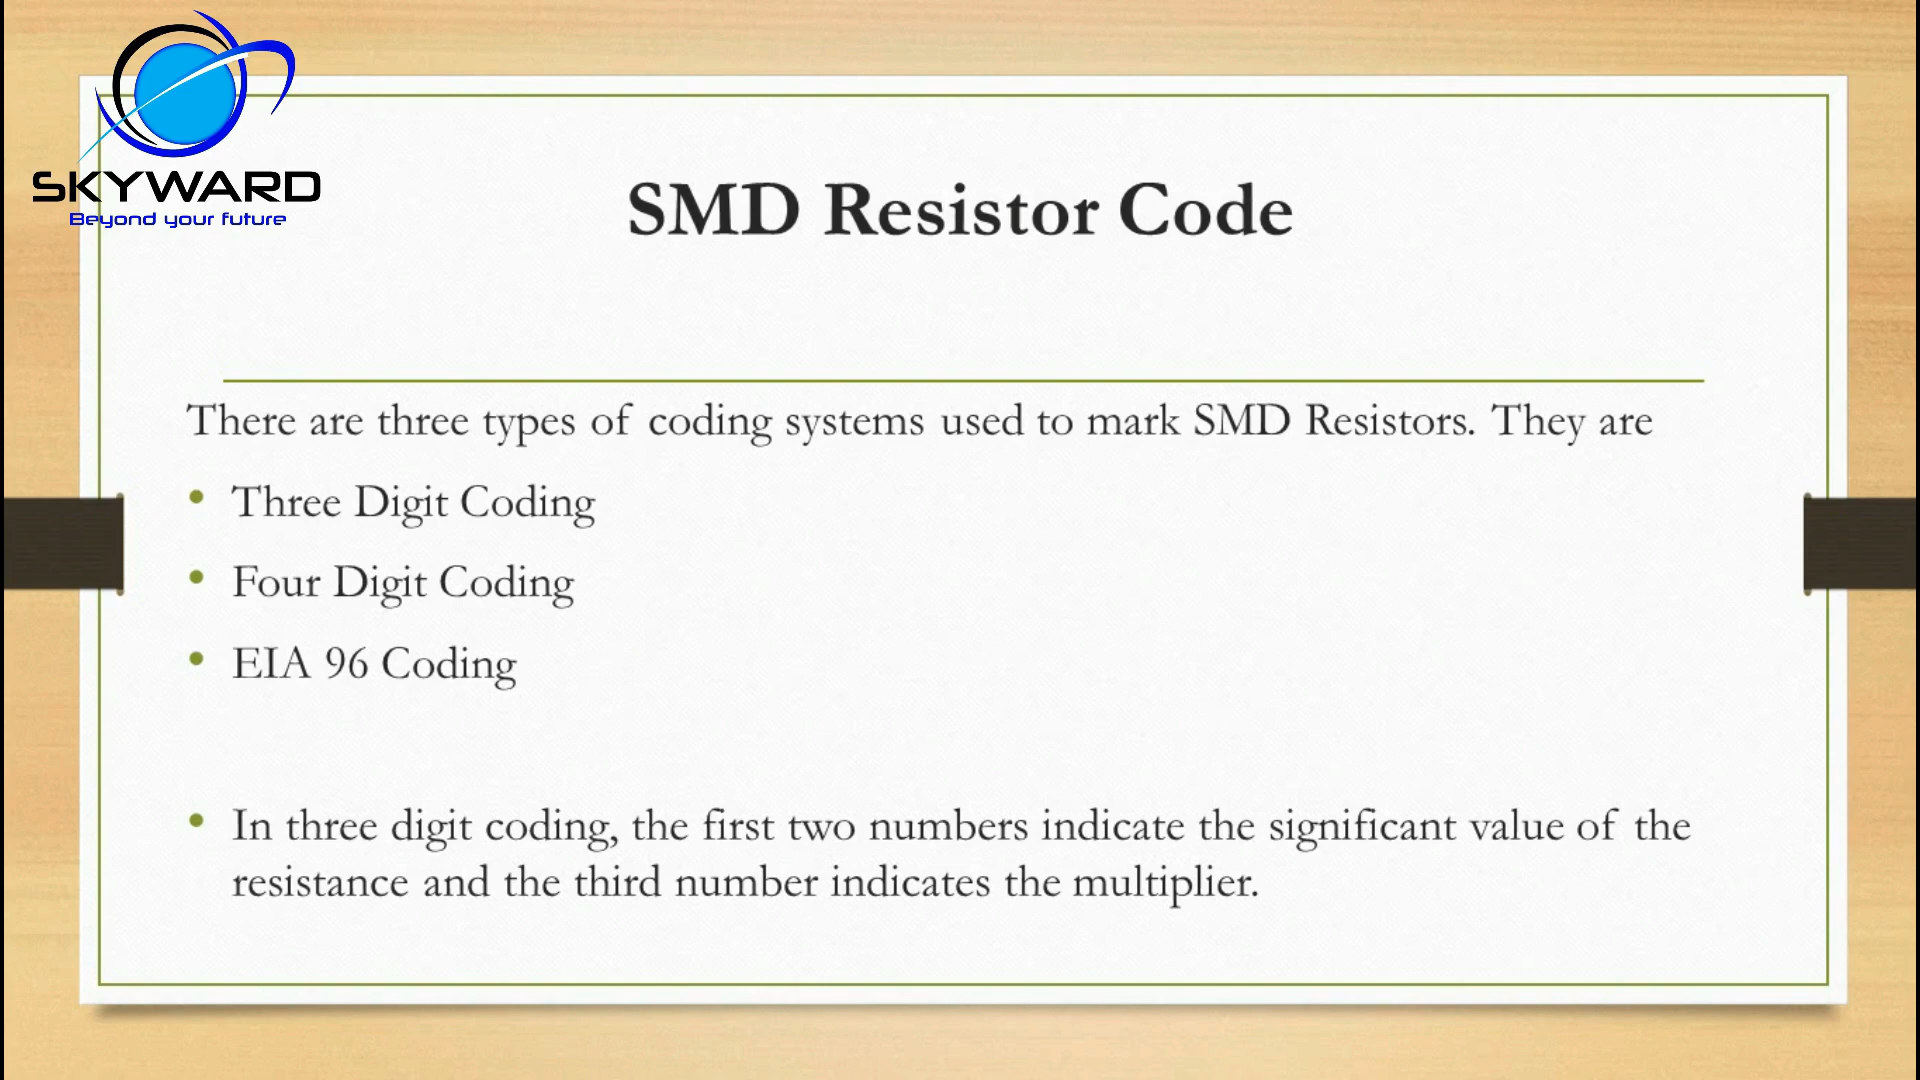 SKYWARD
Beyond your future
SMD Resistor Code
There are three types of coding systems used to mark SMD Resistors. They are
• Three Digit Coding
• Four Digit Coding
• EIA 96 Coding
• In three digit coding, the first two numbers indicate the significant value of the
resistance and the third number indicates the multiplier.